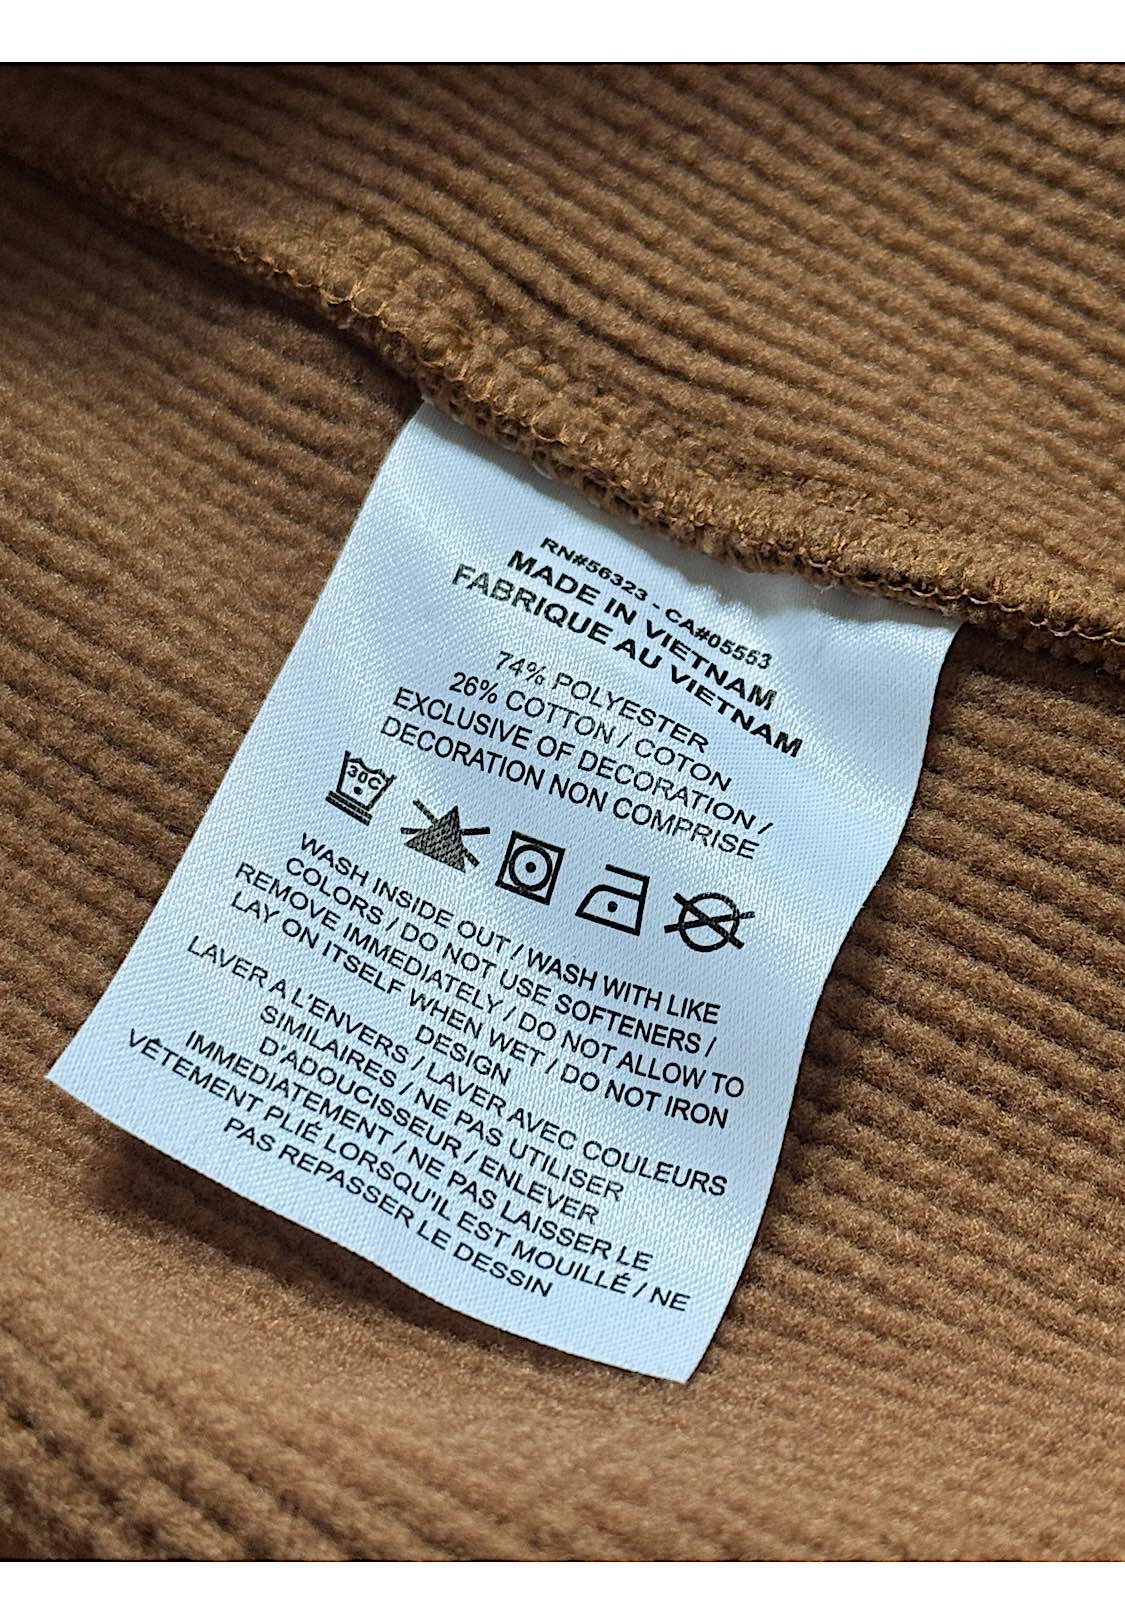 RN#56323 - CA#05553
MADE IN VIETNAM
FABRIQUE AU VIETNAM
74% POLYESTER
26% COTTON / COTON
EXCLUSIVE OF DECORATION /
DECORATION NON COMPRISE
30C
WASH INSIDE OUT / WASH WITH LIKE
COLORS / DO NOT USE SOFTENERS /
REMOVE IMMEDIATELY / DO NOT ALLOW TO
LAY ON ITSELF WHEN WET / DO NOT IRON
DESIGN
LAVER A L'ENVERS / LAVER AVEC COULEURS
SIMILAIRES / NE PAS UTILISER
D'ADOUCISSEUR / ENLEVER
IMMEDIATEMENT / NE PAS LAISSER LE
VÊTEMENT PLIÉ LORSQU'IL EST MOUILLÉ / NE
PAS REPASSER LE DESSIN